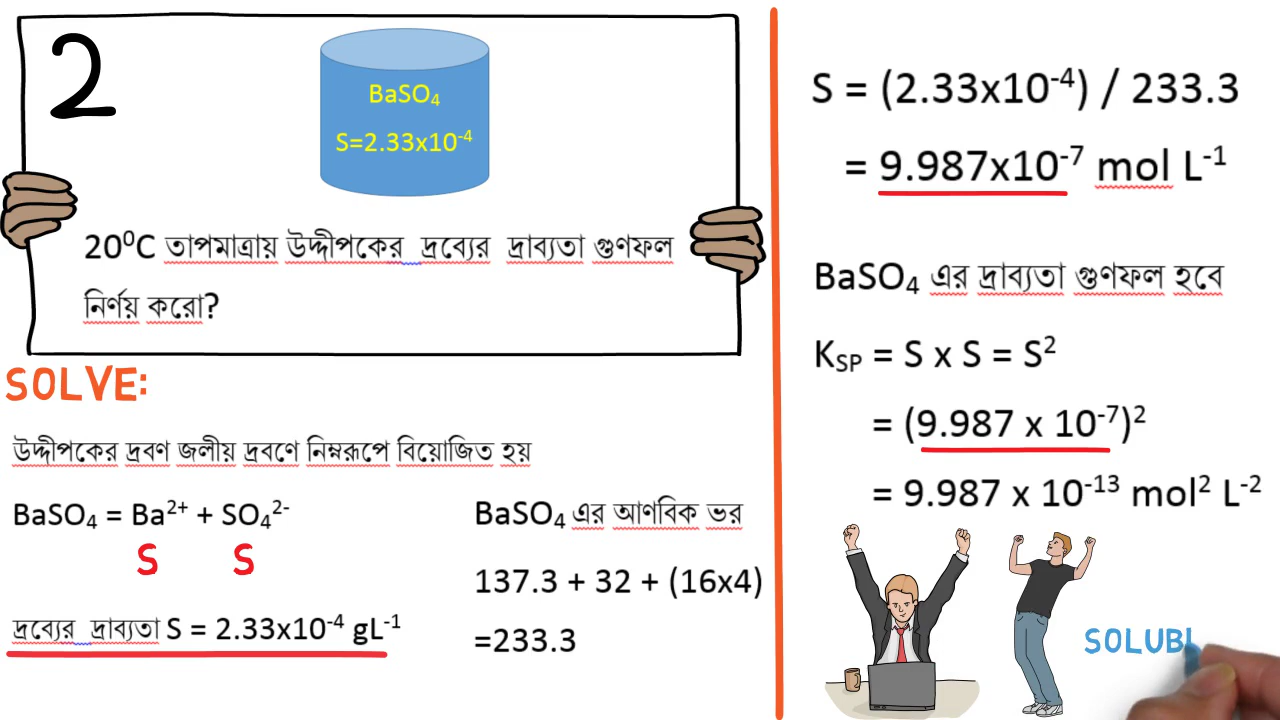 2
BaSO₄
S=2.33x10⁻⁴
20⁰C তাপমাত্রায় উদ্দীপকের দ্রব্যের দ্রাব্যতা গুণফল
নির্ণয় করো?
SOLVE:
উদ্দীপকের দ্রবণ জলীয় দ্রবণে নিম্নরূপে বিয়োজিত হয়
BaSO₄ = Ba²⁺ + SO₄²⁻
S S
দ্রব্যের দ্রাব্যতা S = 2.33x10⁻⁴ gL⁻¹
BaSO₄ এর আণবিক ভর
137.3 + 32 + (16x4)
=233.3
S = (2.33x10⁻⁴) / 233.3
= 9.987x10⁻⁷ mol L⁻¹
BaSO₄ এর দ্রাব্যতা গুণফল হবে
K_SP = S x S = S²
= (9.987 x 10⁻⁷)²
= 9.987 x 10⁻¹³ mol² L⁻²
SOLUBI